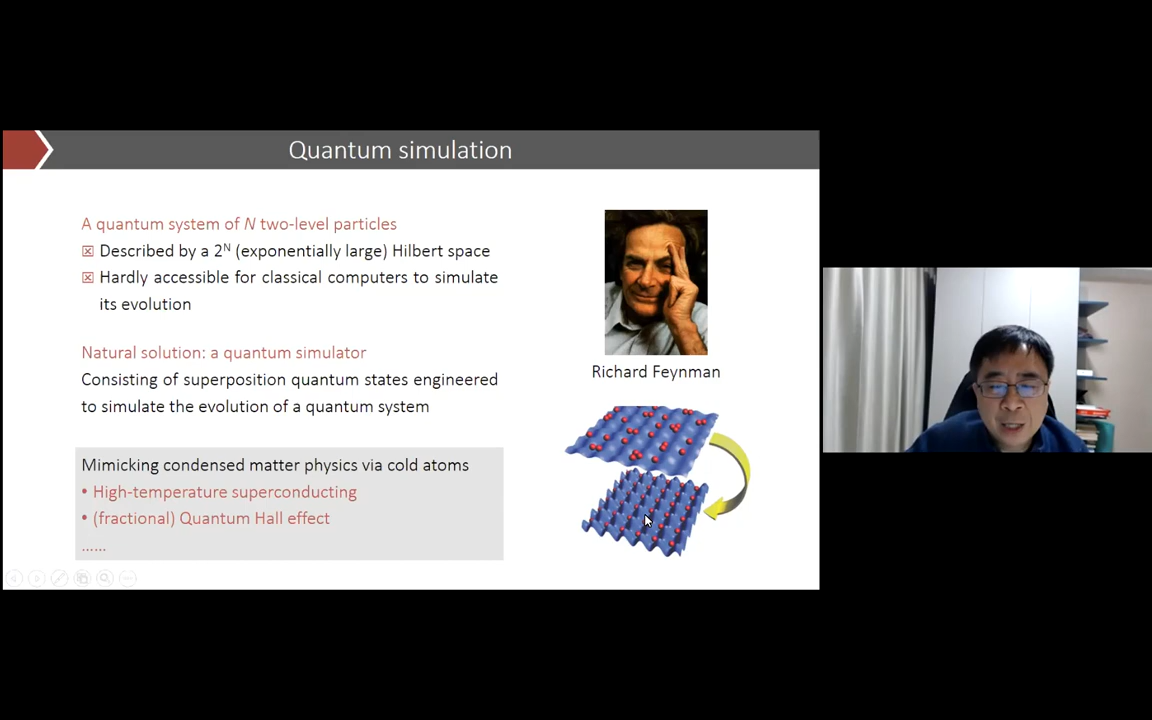 Quantum simulation
A quantum system of N two-level particles
Described by a 2ᴺ (exponentially large) Hilbert space
Hardly accessible for classical computers to simulate
its evolution
Natural solution: a quantum simulator
Consisting of superposition quantum states engineered
to simulate the evolution of a quantum system
Mimicking condensed matter physics via cold atoms
• High-temperature superconducting
• (fractional) Quantum Hall effect
......
Richard Feynman